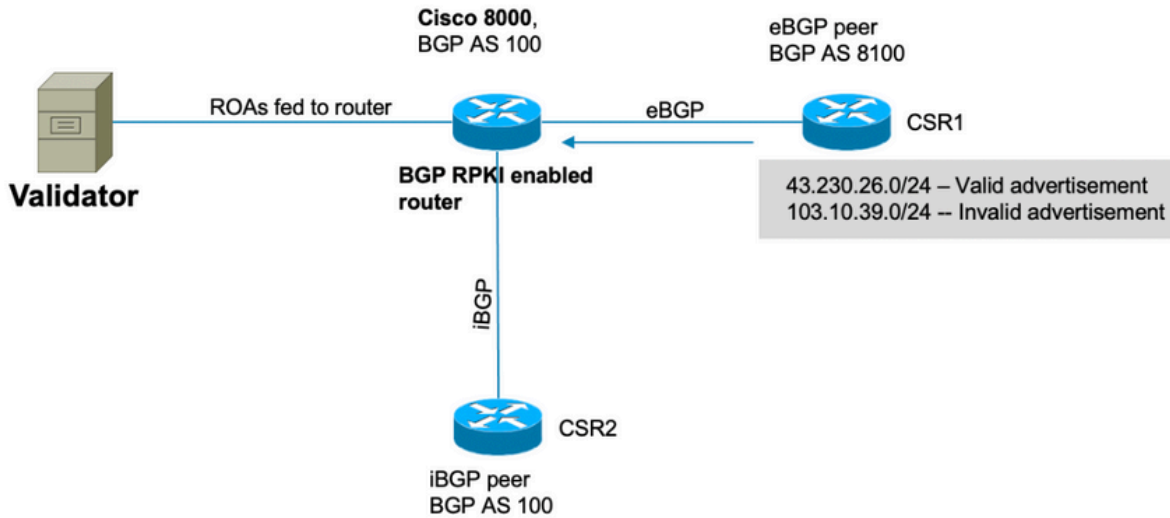 Cisco 8000,
BGP AS 100
eBGP peer
BGP AS 8100
ROAs fed to router
eBGP
CSR1
Validator
BGP RPKI enabled
router
43.230.26.0/24 – Valid advertisement
103.10.39.0/24 -- Invalid advertisement
iBGP
CSR2
iBGP peer
BGP AS 100